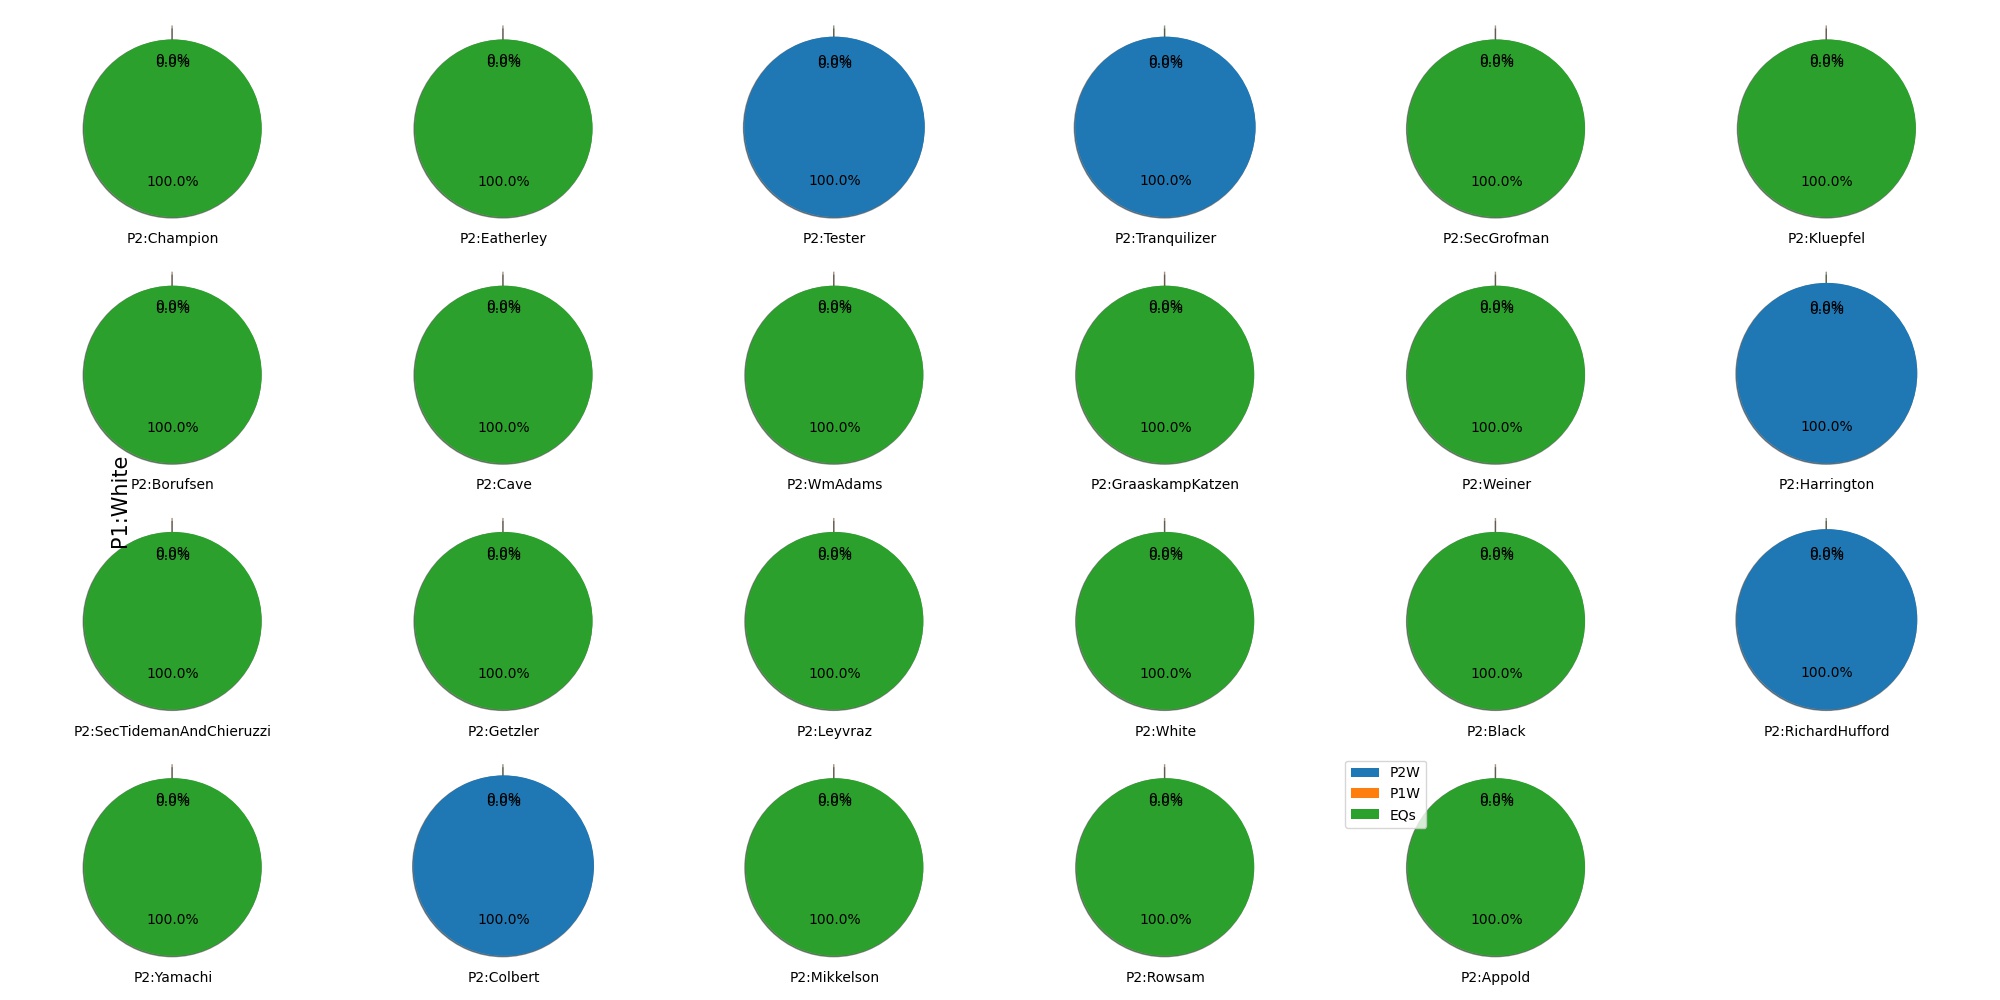 0.0% 0.0% 0.0% 0.0% 0.0% 0.0%
0.0% 0.0% 0.0% 0.0% 0.0% 0.0%
100.0% 100.0% 100.0% 100.0% 100.0% 100.0%
P2:Champion P2:Eatherley P2:Tester P2:Tranquilizer P2:SecGrofman P2:Kluepfel
0.0% 0.0% 0.0% 0.0% 0.0% 0.0%
0.0% 0.0% 0.0% 0.0% 0.0% 0.0%
100.0% 100.0% 100.0% 100.0% 100.0% 100.0%
P2:Borufsen P2:Cave P2:WmAdams P2:GraaskampKatzen P2:Weiner P2:Harrington
P1:White
0.0% 0.0% 0.0% 0.0% 0.0% 0.0%
0.0% 0.0% 0.0% 0.0% 0.0% 0.0%
100.0% 100.0% 100.0% 100.0% 100.0% 100.0%
P2:SecTidemanAndChieruzzi P2:Getzler P2:Leyvraz P2:White P2:Black P2:RichardHufford
P2W
P1W
EQs
0.0% 0.0% 0.0% 0.0% 0.0%
0.0% 0.0% 0.0% 0.0% 0.0%
100.0% 100.0% 100.0% 100.0% 100.0%
P2:Yamachi P2:Colbert P2:Mikkelson P2:Rowsam P2:Appold